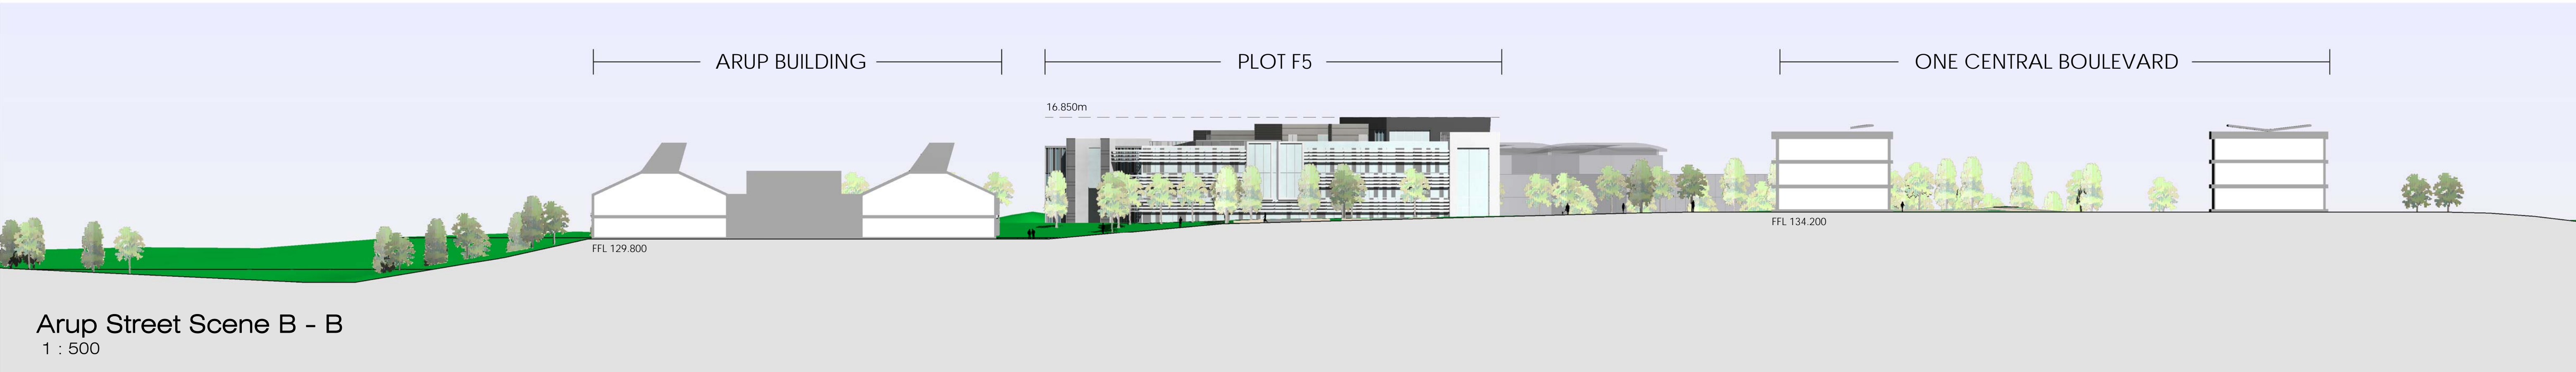 ARUP BUILDING
PLOT F5
ONE CENTRAL BOULEVARD
16.850m
FFL 134.200
FFL 129.800
Arup Street Scene B - B
1 : 500